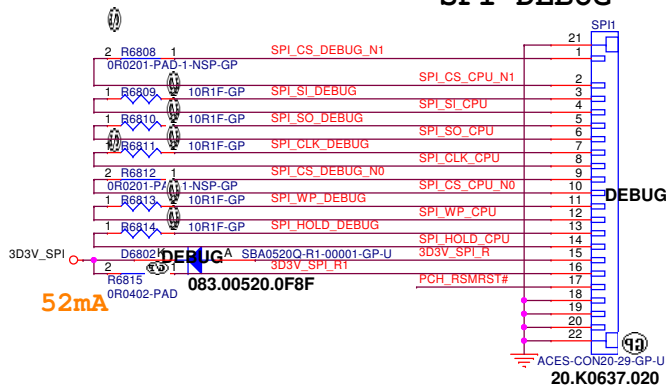 SPI DEBUG
SPI1
21
2 R6808 1 SPI_CS_DEBUG_N1 1
0R0201-PAD-1-NSP-GP
SPI_CS_CPU_N1 2
1 R6809 2 10R1F-GP SPI_SI_DEBUG 3
SPI_SI_CPU 4
1 R6810 2 10R1F-GP SPI_SO_DEBUG 5
SPI_SO_CPU 6
1 R6811 2 10R1F-GP SPI_CLK_DEBUG 7
SPI_CLK_CPU 8
2 R6812 1 SPI_CS_DEBUG_N0 9
0R0201-PAD-1-NSP-GP SPI_CS_CPU_N0 10
DEBUG
1 R6813 2 10R1F-GP SPI_WP_DEBUG 11
SPI_WP_CPU 12
1 R6814 2 10R1F-GP SPI_HOLD_DEBUG 13
SPI_HOLD_CPU 14
3D3V_SPI D6802 K DEBUG A SBA0520Q-R1-00001-GP-U 3D3V_SPI_R 15
2 1 3D3V_SPI_R1 16
R6815 083.00520.0F8F PCH_RSMRST# 17
0R0402-PAD
52mA
18
19
20
22
ACES-CON20-29-GP-U
20.K0637.020